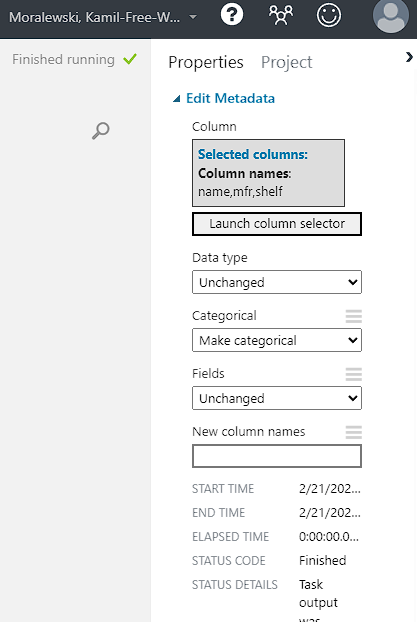 Moralewski, Kamil-Free-W...
Finished running
Properties Project
Edit Metadata
Column
Selected columns:
Column names:
name,mfr,shelf
Launch column selector
Data type
Unchanged
Categorical
Make categorical
Fields
Unchanged
New column names
START TIME 2/21/202...
END TIME 2/21/202...
ELAPSED TIME 0:00:00.0...
STATUS CODE Finished
STATUS DETAILS Task
output
was